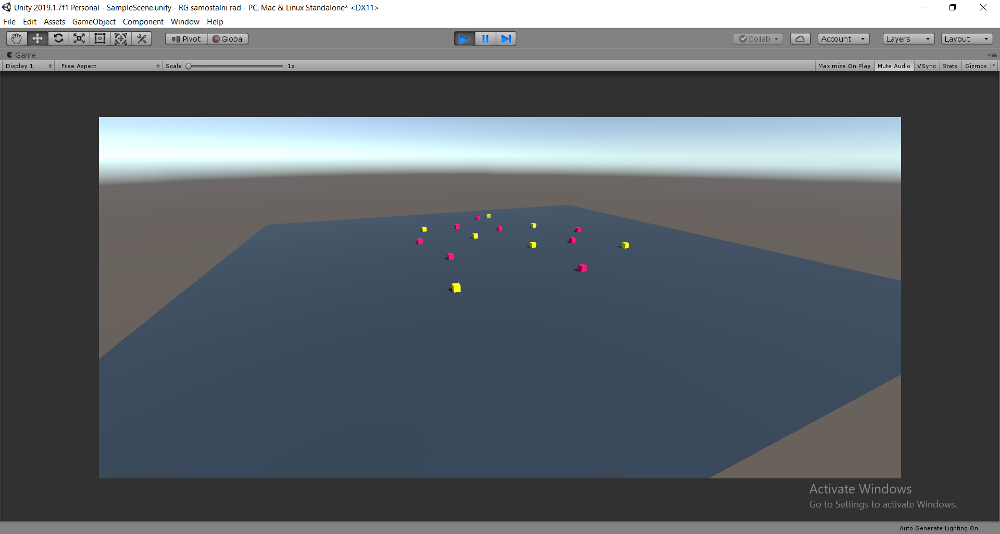 Unity 2019.1.7f1 Personal - SampleScene.unity - RG samostalni rad - PC, Mac & Linux Standalone* <DX11>
File Edit Assets GameObject Component Window Help
Pivot Global Collab Account Layers Layout
Game
Display 1 Free Aspect Scale 1x Maximize On Play Mute Audio VSync Stats Gizmos
Activate Windows
Go to Settings to activate Windows.
Auto Generate Lighting On